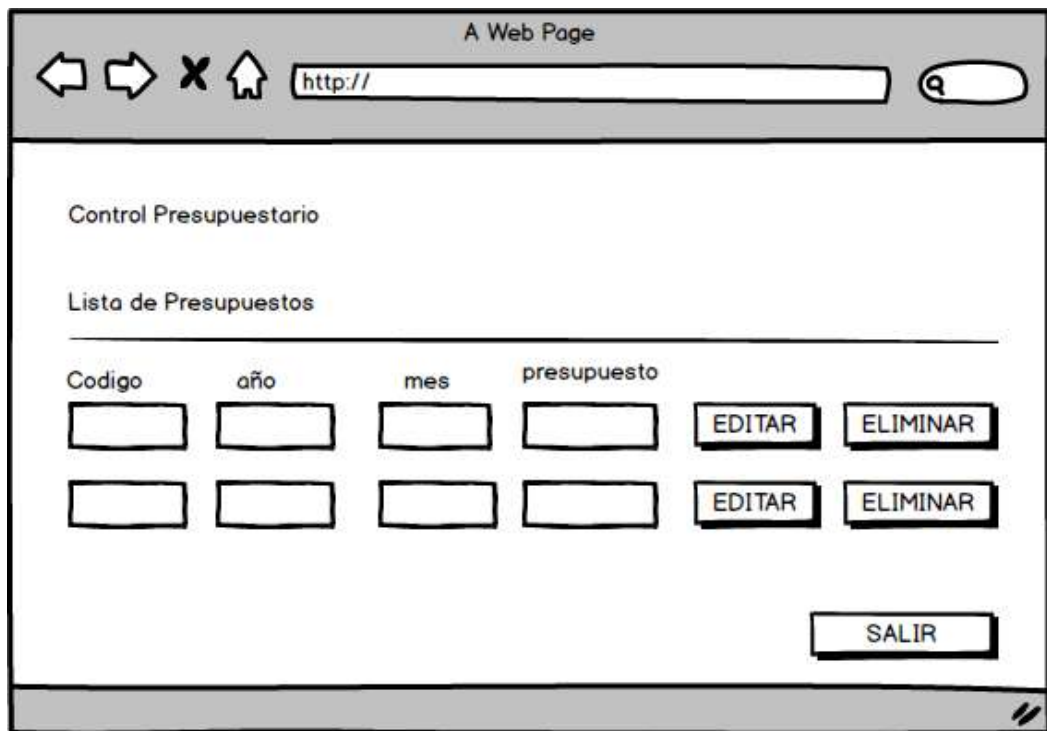 A Web Page
http://
Control Presupuestario
Lista de Presupuestos
Codigo año mes presupuesto
EDITAR ELIMINAR
EDITAR ELIMINAR
SALIR